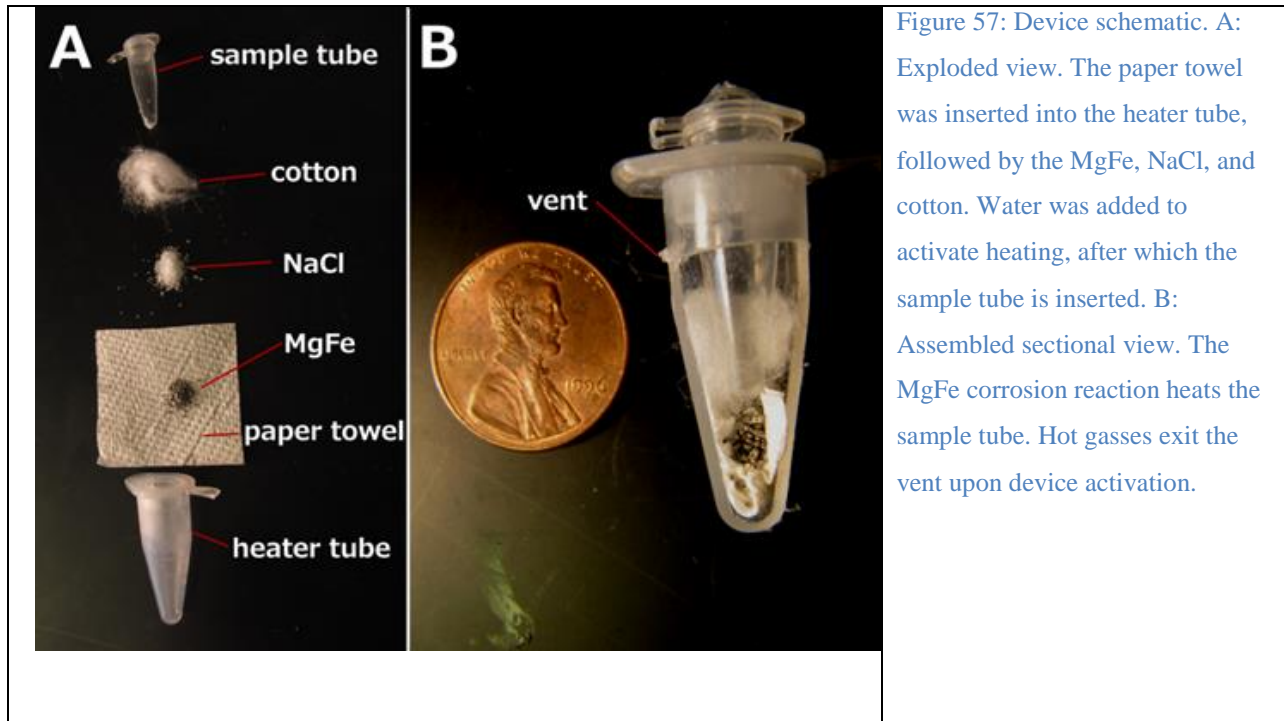 A
sample tube
cotton
NaCl
MgFe
paper towel
heater tube
B
vent
1996
Figure 57: Device schematic. A:
Exploded view. The paper towel
was inserted into the heater tube,
followed by the MgFe, NaCl, and
cotton. Water was added to
activate heating, after which the
sample tube is inserted. B:
Assembled sectional view. The
MgFe corrosion reaction heats the
sample tube. Hot gasses exit the
vent upon device activation.